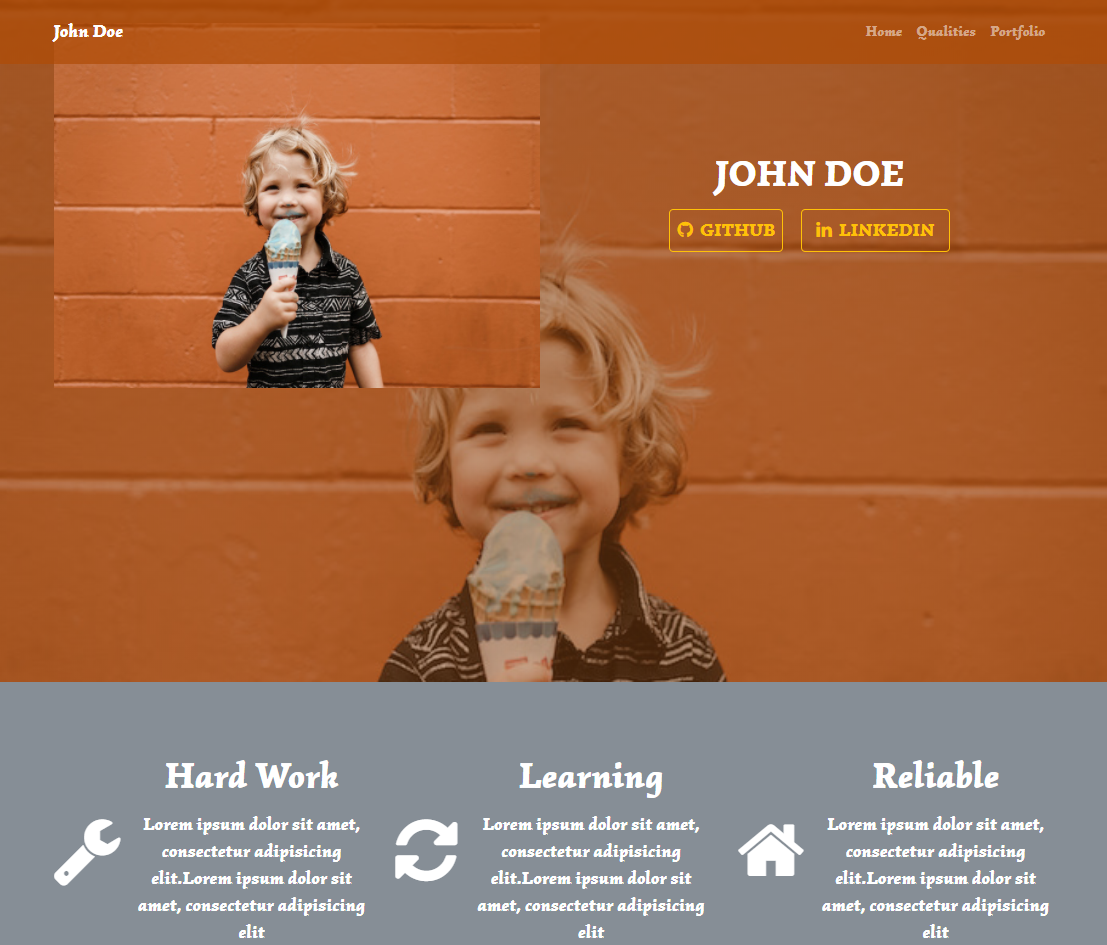 John Doe
Home Qualities Portfolio
JOHN DOE
GITHUB
LINKEDIN
Hard Work
Lorem ipsum dolor sit amet,
consectetur adipisicing
elit.Lorem ipsum dolor sit
amet, consectetur adipisicing
elit
Learning
Lorem ipsum dolor sit amet,
consectetur adipisicing
elit.Lorem ipsum dolor sit
amet, consectetur adipisicing
elit
Reliable
Lorem ipsum dolor sit amet,
consectetur adipisicing
elit.Lorem ipsum dolor sit
amet, consectetur adipisicing
elit